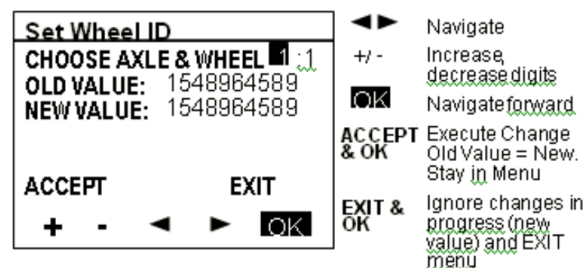 Set Wheel ID
CHOOSE AXLE & WHEEL 1 :1
OLD VALUE: 1548964589
NEW VALUE: 1548964589
ACCEPT EXIT
+ - ◄ ► OK
◄► Navigate
+/- Increase,
decrease digits
OK Navigate forward
ACCEPT & OK Execute Change
Old Value = New.
Stay in Menu
EXIT & OK Ignore changes in
progress (new
value) and EXIT
menu